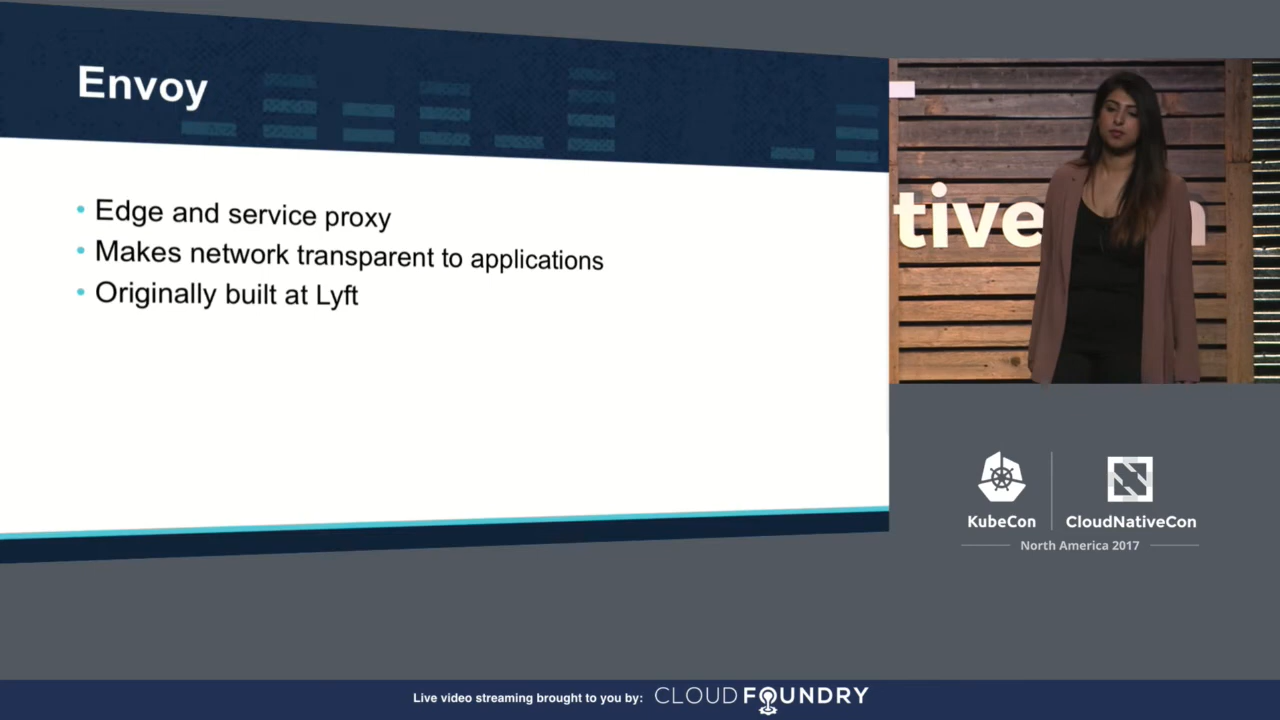 Envoy
• Edge and service proxy
• Makes network transparent to applications
• Originally built at Lyft
tive
n
KubeCon
CloudNativeCon
North America 2017
Live video streaming brought to you by: CLOUD FOUNDRY